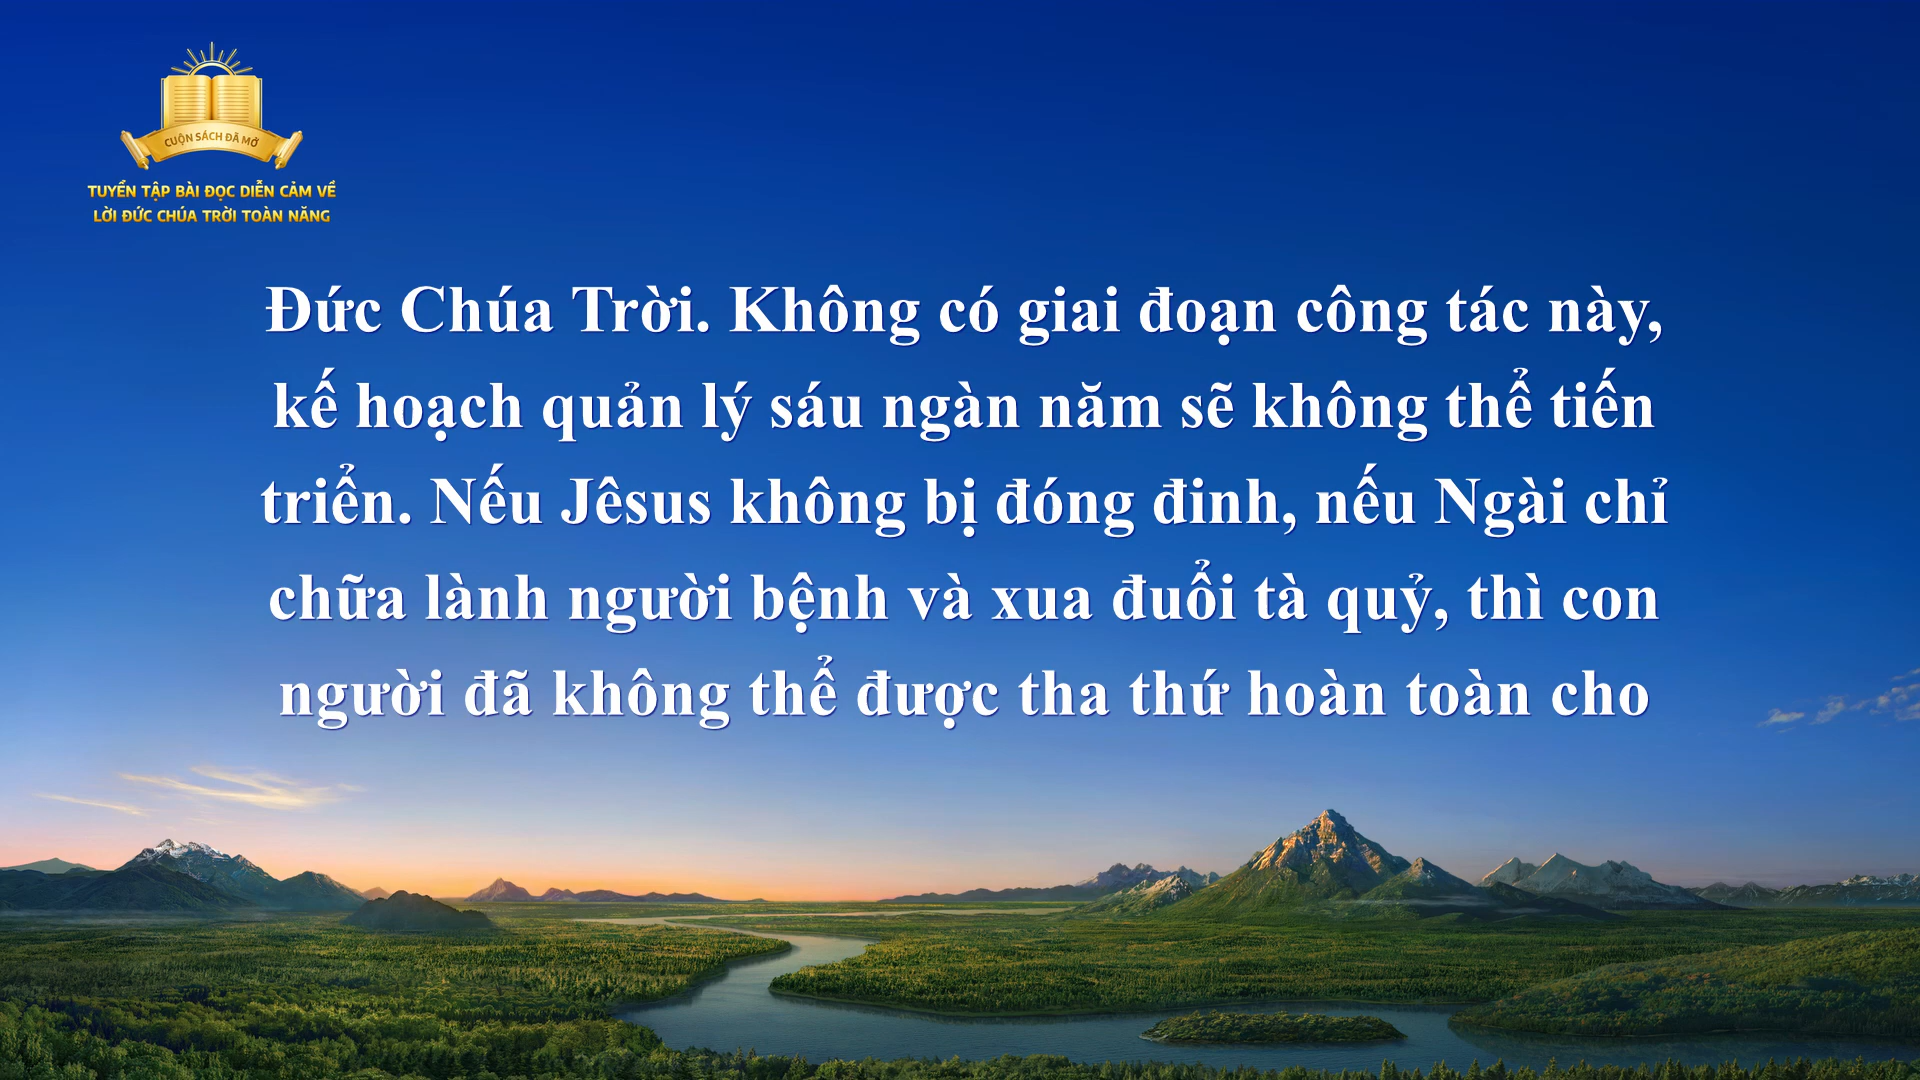 CUỘN SÁCH ĐÃ MỞ
TUYỂN TẬP BÀI ĐỌC DIỄN CẢM VỀ
LỜI ĐỨC CHÚA TRỜI TOÀN NĂNG
Đức Chúa Trời. Không có giai đoạn công tác này,
kế hoạch quản lý sáu ngàn năm sẽ không thể tiến
triển. Nếu Jêsus không bị đóng đinh, nếu Ngài chỉ
chữa lành người bệnh và xua đuổi tà quỷ, thì con
người đã không thể được tha thứ hoàn toàn cho